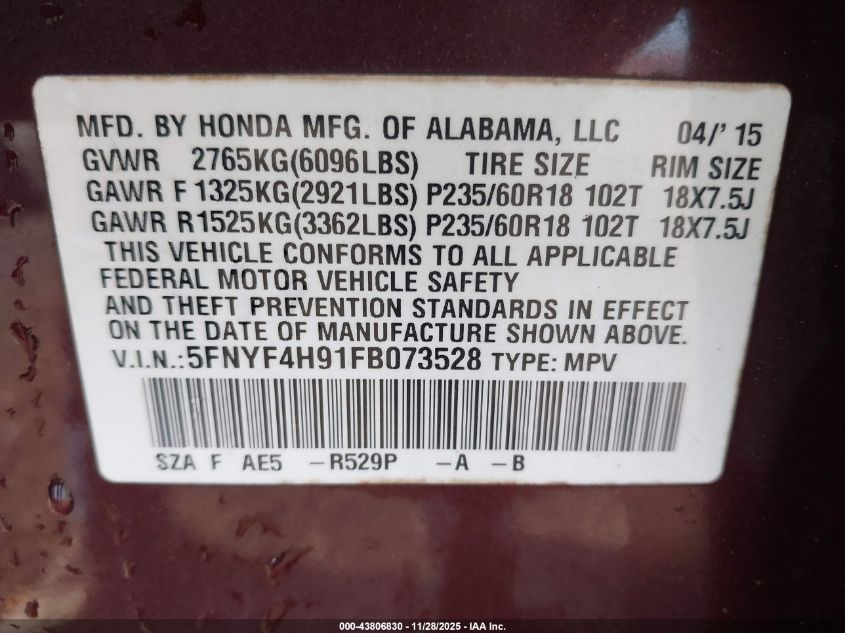 MFD. BY HONDA MFG. OF ALABAMA, LLC 04/'15
GVWR 2765KG(6096LBS) TIRE SIZE RIM SIZE
GAWR F 1325KG(2921LBS) P235/60R18 102T 18X7.5J
GAWR R1525KG(3362LBS) P235/60R18 102T 18X7.5J
THIS VEHICLE CONFORMS TO ALL APPLICABLE
FEDERAL MOTOR VEHICLE SAFETY
AND THEFT PREVENTION STANDARDS IN EFFECT
ON THE DATE OF MANUFACTURE SHOWN ABOVE.
V.I.N.:5FNYF4H91FB073528 TYPE: MPV
SZA F AE5 -R529P -A -B
000-43806830 - 11/28/2025 - IAA Inc.